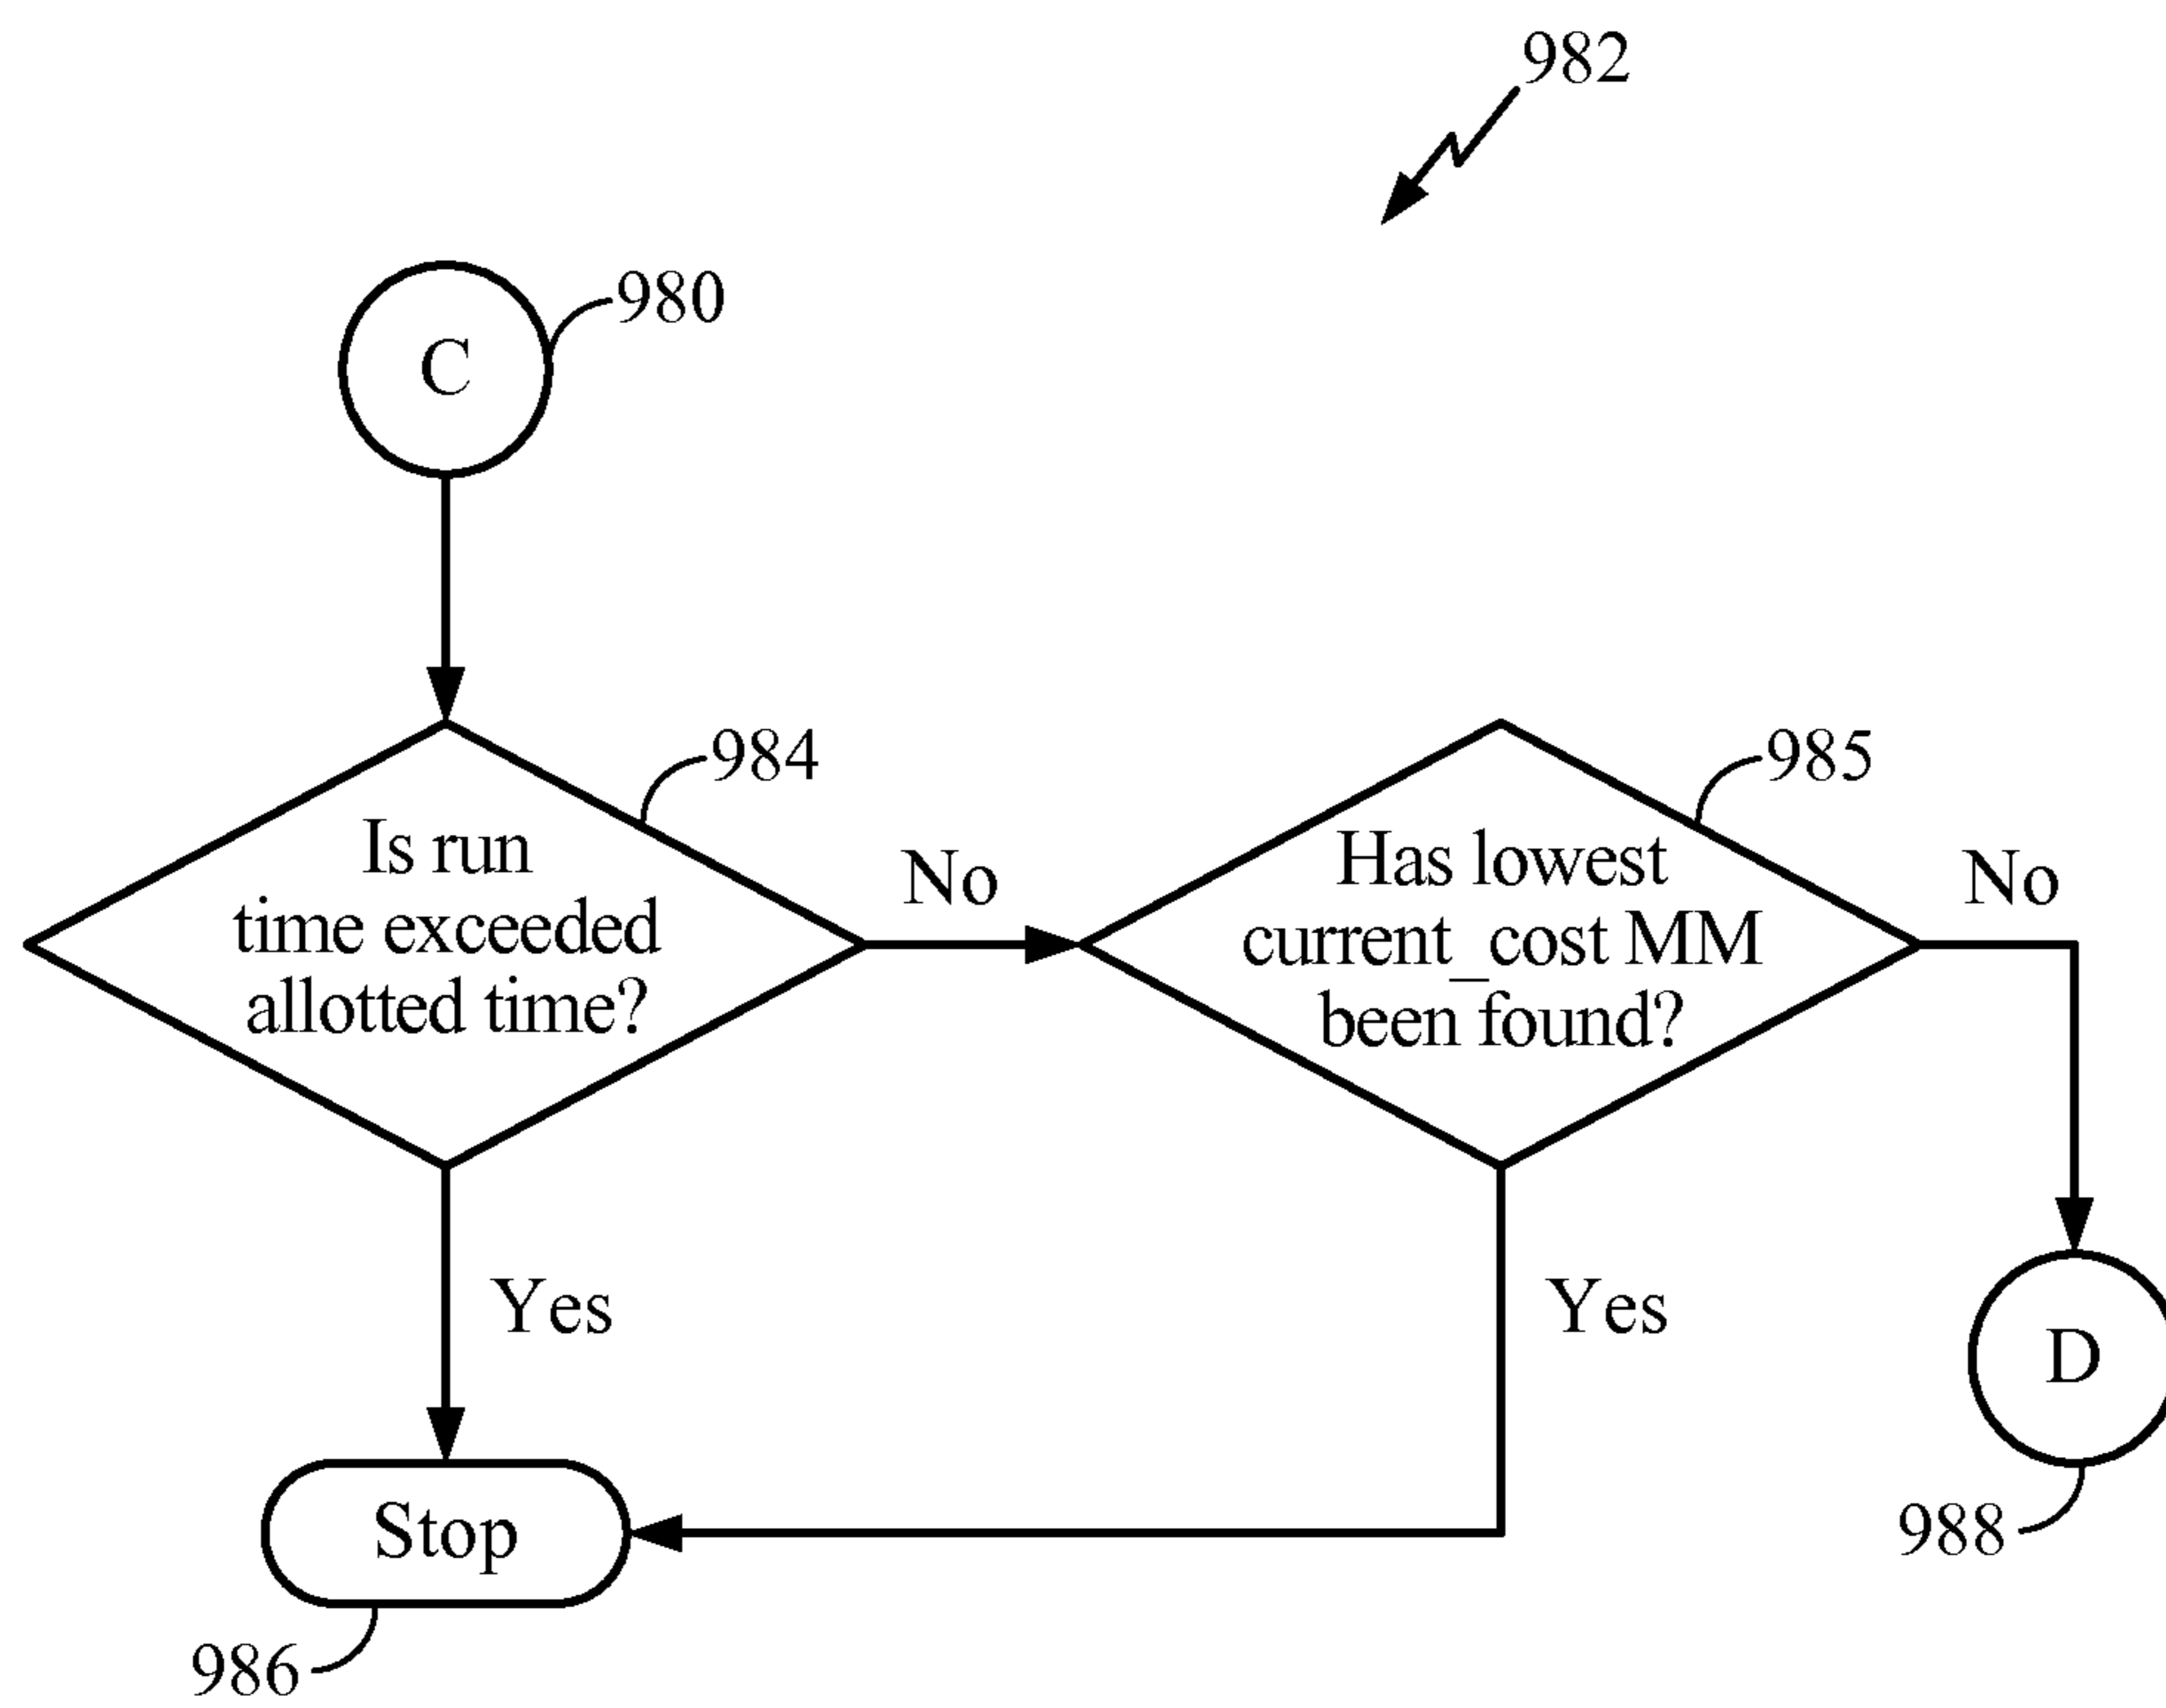 982
980
C
984
985
Is run
time exceeded
allotted time?
No
Has lowest
current_cost MM
been found?
No
Yes
Yes
D
Stop
988
986